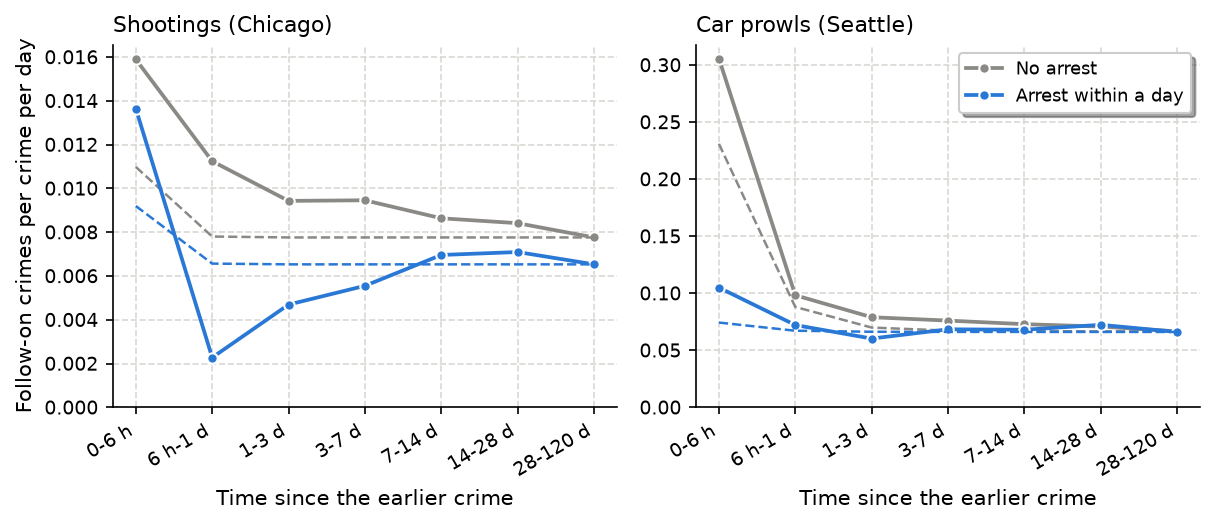 Shootings (Chicago)
Follow-on crimes per crime per day
0.016
0.014
0.012
0.010
0.008
0.006
0.004
0.002
0.000
0-6 h
6 h-1 d
1-3 d
3-7 d
7-14 d
14-28 d
28-120 d
Time since the earlier crime
Car prowls (Seattle)
No arrest
Arrest within a day
0.30
0.25
0.20
0.15
0.10
0.05
0.00
0-6 h
6 h-1 d
1-3 d
3-7 d
7-14 d
14-28 d
28-120 d
Time since the earlier crime